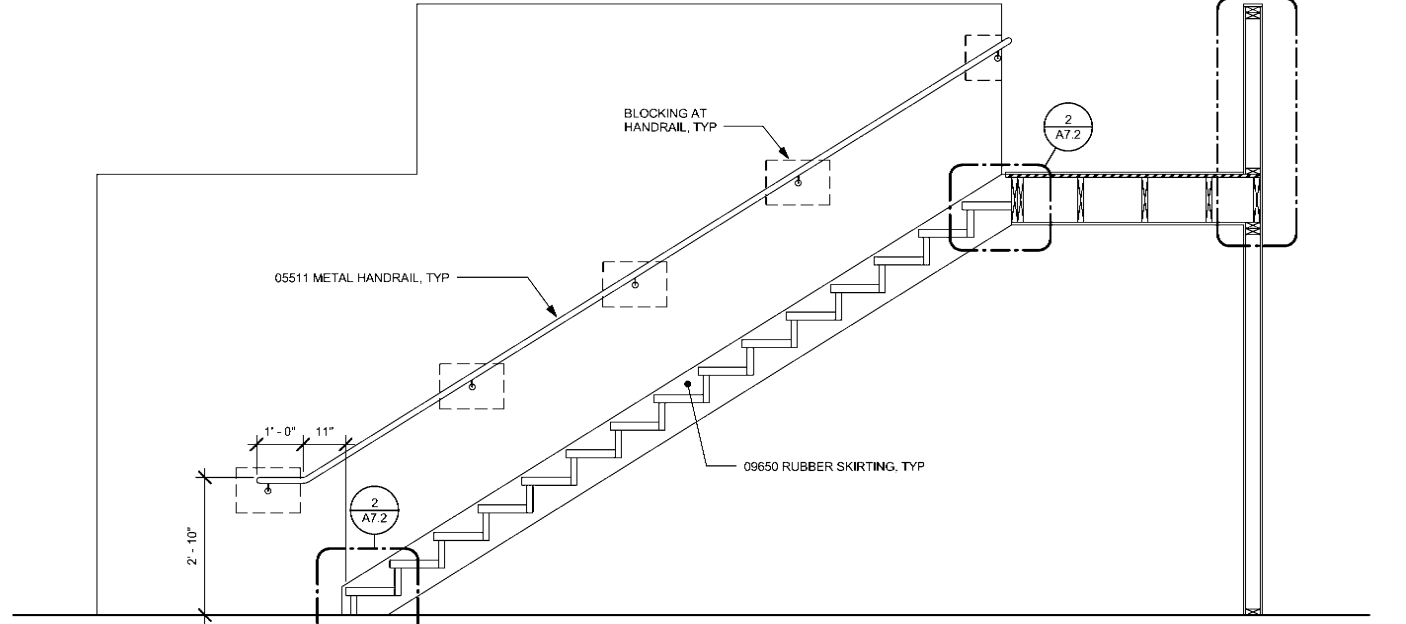 BLOCKING AT
HANDRAIL, TYP
2
A7.2
05511 METAL HANDRAIL, TYP
1' - 0"
11"
09650 RUBBER SKIRTING, TYP
2
A7.2
2' - 10"